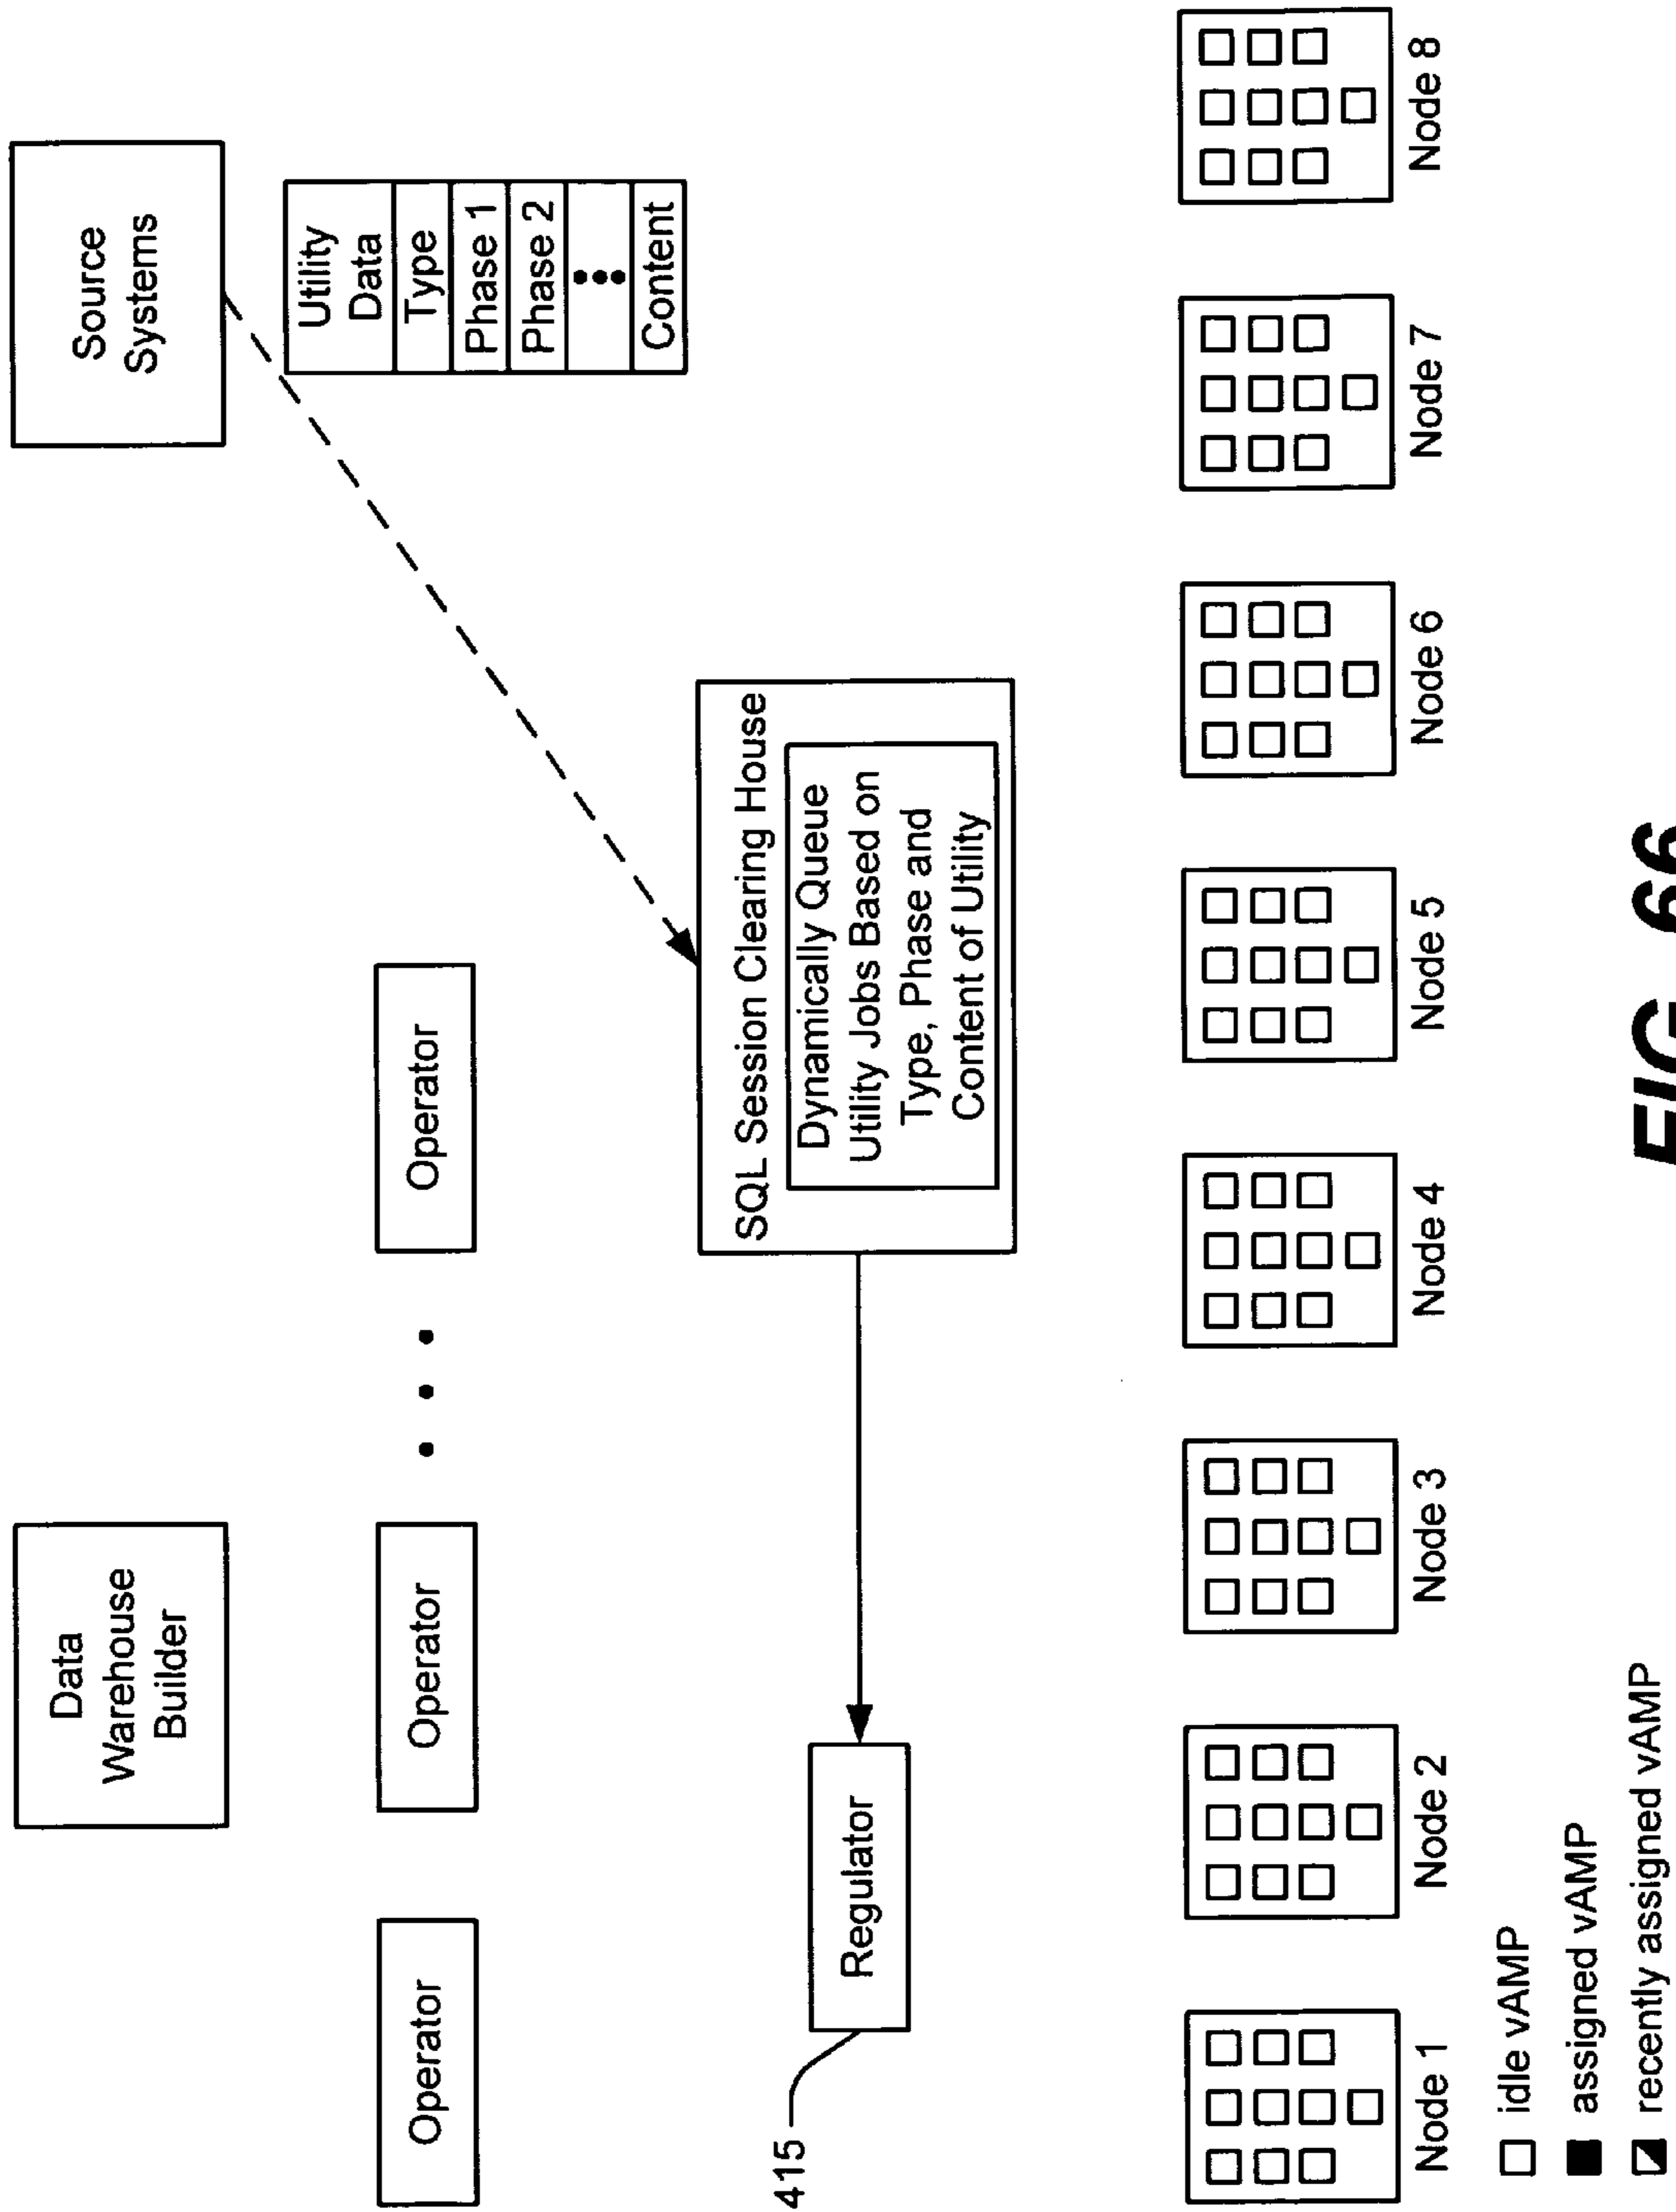 Data
Warehouse
Builder
Source
Systems
Operator
Operator
• • •
Operator
Utility
Data
Type
Phase 1
Phase 2
Content
SQL Session Clearing House
Dynamically Queue
Utility Jobs Based on
Type, Phase and
Content of Utility
415
Regulator
Node 1
Node 2
Node 3
Node 4
Node 5
Node 6
Node 7
Node 8
idle vAMP
assigned vAMP
recently assigned vAMP
FIG. 66